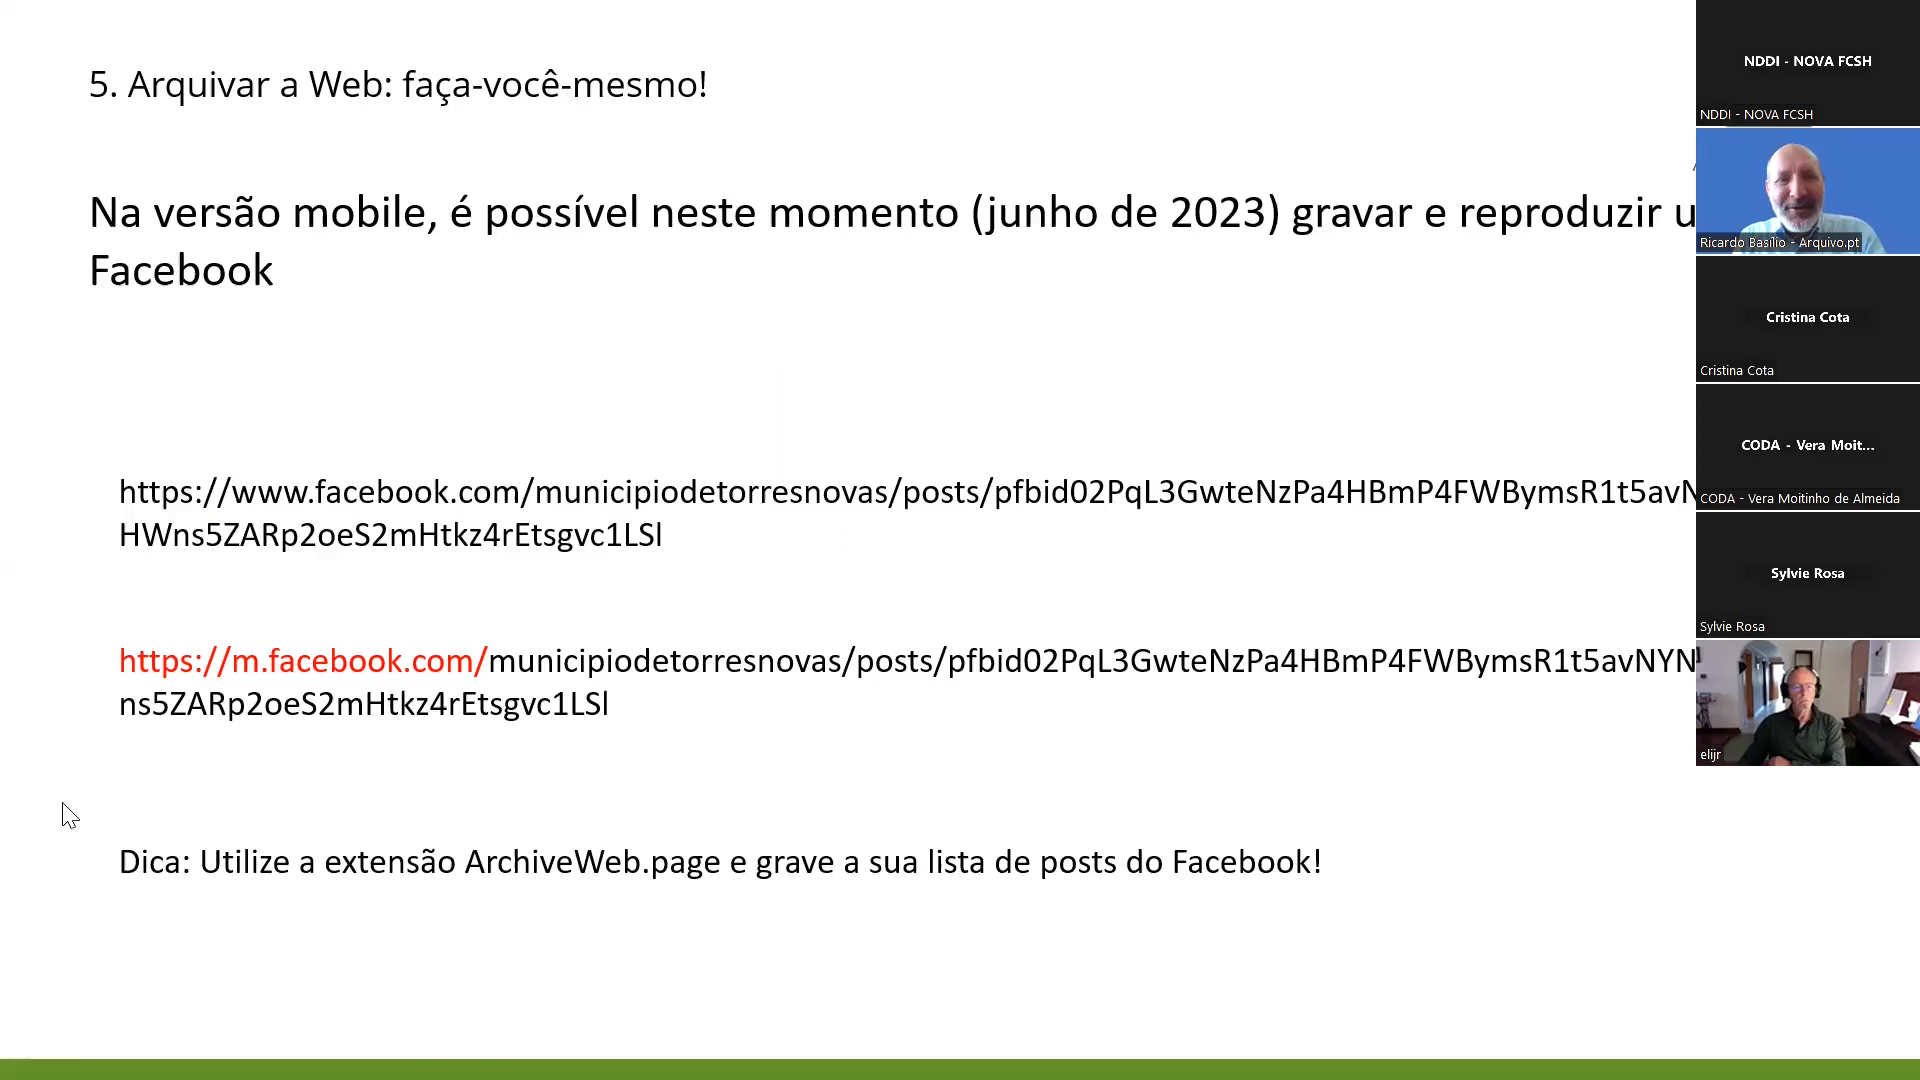 5. Arquivar a Web: faça-você-mesmo!
Na versão mobile, é possível neste momento (junho de 2023) gravar e reproduzir u
Facebook
https://www.facebook.com/municipiodetorresnovas/posts/pfbid02PqL3GwteNzPa4HBmP4FWBymsR1t5avN
HWns5ZARp2oeS2mHtkz4rEtsgvc1LSl
https://m.facebook.com/municipiodetorresnovas/posts/pfbid02PqL3GwteNzPa4HBmP4FWBymsR1t5avNYN
ns5ZARp2oeS2mHtkz4rEtsgvc1LSl
Dica: Utilize a extensão ArchiveWeb.page e grave a sua lista de posts do Facebook!
NDDI - NOVA FCSH
NDDI - NOVA FCSH
Ricardo Basílio - Arquivo.pt
Cristina Cota
Cristina Cota
CODA - Vera Moit...
CODA - Vera Moitinho de Almeida
Sylvie Rosa
Sylvie Rosa
elijr